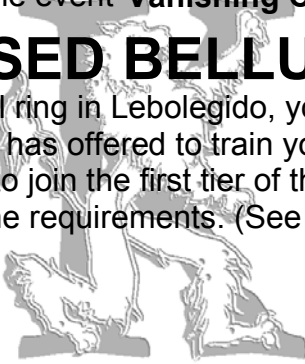 e event Vanishing
SED BELLU
l ring in Lebolegido, yo
has offered to train yo
o join the first tier of th
e requirements. (See